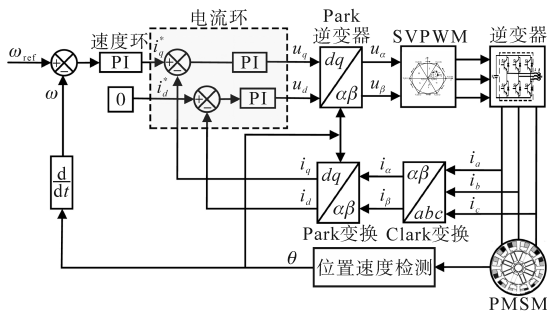 电流环
Park
逆变器
SVPWM
逆变器
速度环
ω_ref
PI
i_q^*
PI
u_q
dq
αβ
u_α
ω
0
i_d^*
PI
u_d
u_β
d
dt
i_q
i_d
dq
αβ
i_α
i_β
αβ
abc
i_a
i_b
i_c
Park变换
Clark变换
θ
位置速度检测
PMSM